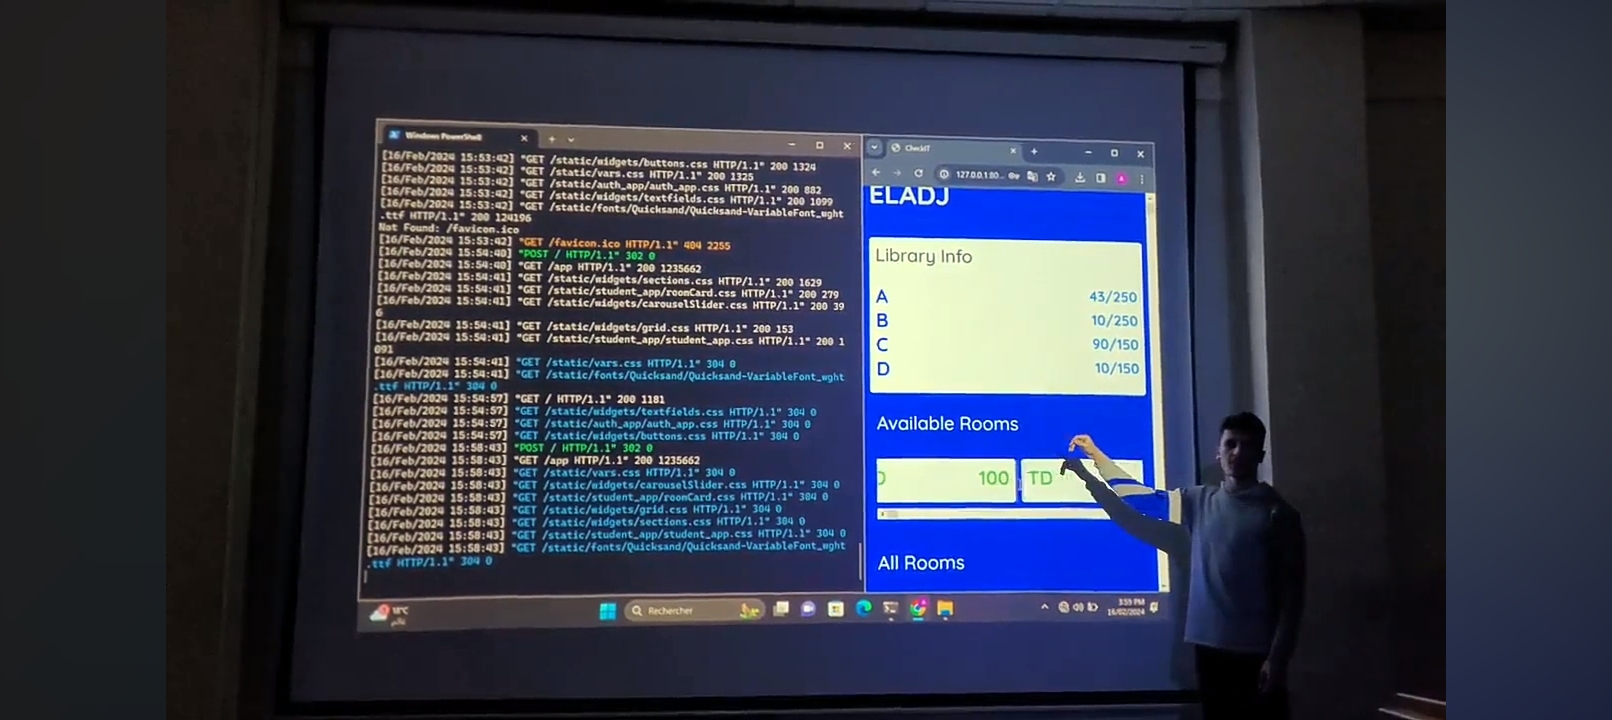 Windows PowerShell
[16/Feb/2024 15:53:42] "GET /static/widgets/buttons.css HTTP/1.1" 200 1324
[16/Feb/2024 15:53:42] "GET /static/vars.css HTTP/1.1" 200 1325
[16/Feb/2024 15:53:42] "GET /static/auth_app/auth_app.css HTTP/1.1" 200 882
[16/Feb/2024 15:53:42] "GET /static/widgets/textfields.css HTTP/1.1" 200 1099
[16/Feb/2024 15:53:42] "GET /static/fonts/Quicksand/Quicksand-VariableFont_wght
.ttf HTTP/1.1" 200 124196
Not Found: /favicon.ico
[16/Feb/2024 15:53:42] "GET /favicon.ico HTTP/1.1" 404 2255
[16/Feb/2024 15:54:40] "POST / HTTP/1.1" 302 0
[16/Feb/2024 15:54:40] "GET /app HTTP/1.1" 200 1235662
[16/Feb/2024 15:54:41] "GET /static/widgets/sections.css HTTP/1.1" 200 1629
[16/Feb/2024 15:54:41] "GET /static/student_app/roomCard.css HTTP/1.1" 200 279
[16/Feb/2024 15:54:41] "GET /static/widgets/carouselSlider.css HTTP/1.1" 200 39
6
[16/Feb/2024 15:54:41] "GET /static/widgets/grid.css HTTP/1.1" 200 153
[16/Feb/2024 15:54:41] "GET /static/student_app/student_app.css HTTP/1.1" 200 1
091
[16/Feb/2024 15:54:41] "GET /static/vars.css HTTP/1.1" 304 0
[16/Feb/2024 15:54:41] "GET /static/fonts/Quicksand/Quicksand-VariableFont_wght
.ttf HTTP/1.1" 304 0
[16/Feb/2024 15:54:57] "GET / HTTP/1.1" 200 1181
[16/Feb/2024 15:54:57] "GET /static/widgets/textfields.css HTTP/1.1" 304 0
[16/Feb/2024 15:54:57] "GET /static/auth_app/auth_app.css HTTP/1.1" 304 0
[16/Feb/2024 15:54:57] "GET /static/widgets/buttons.css HTTP/1.1" 304 0
[16/Feb/2024 15:58:43] "POST / HTTP/1.1" 302 0
[16/Feb/2024 15:58:43] "GET /app HTTP/1.1" 200 1235662
[16/Feb/2024 15:58:43] "GET /static/vars.css HTTP/1.1" 304 0
[16/Feb/2024 15:58:43] "GET /static/widgets/carouselSlider.css HTTP/1.1" 304 0
[16/Feb/2024 15:58:43] "GET /static/student_app/roomCard.css HTTP/1.1" 304 0
[16/Feb/2024 15:58:43] "GET /static/widgets/grid.css HTTP/1.1" 304 0
[16/Feb/2024 15:58:43] "GET /static/widgets/sections.css HTTP/1.1" 304 0
[16/Feb/2024 15:58:43] "GET /static/student_app/student_app.css HTTP/1.1" 304 0
[16/Feb/2024 15:58:43] "GET /static/fonts/Quicksand/Quicksand-VariableFont_wght
.ttf HTTP/1.1" 304 0
CheckIT
127.0.0.1:80...
ELADJ
Library Info
A 43/250
B 10/250
C 90/150
D 10/150
Available Rooms
100 TD
All Rooms
Rechercher
3:59 PM
16/02/2024